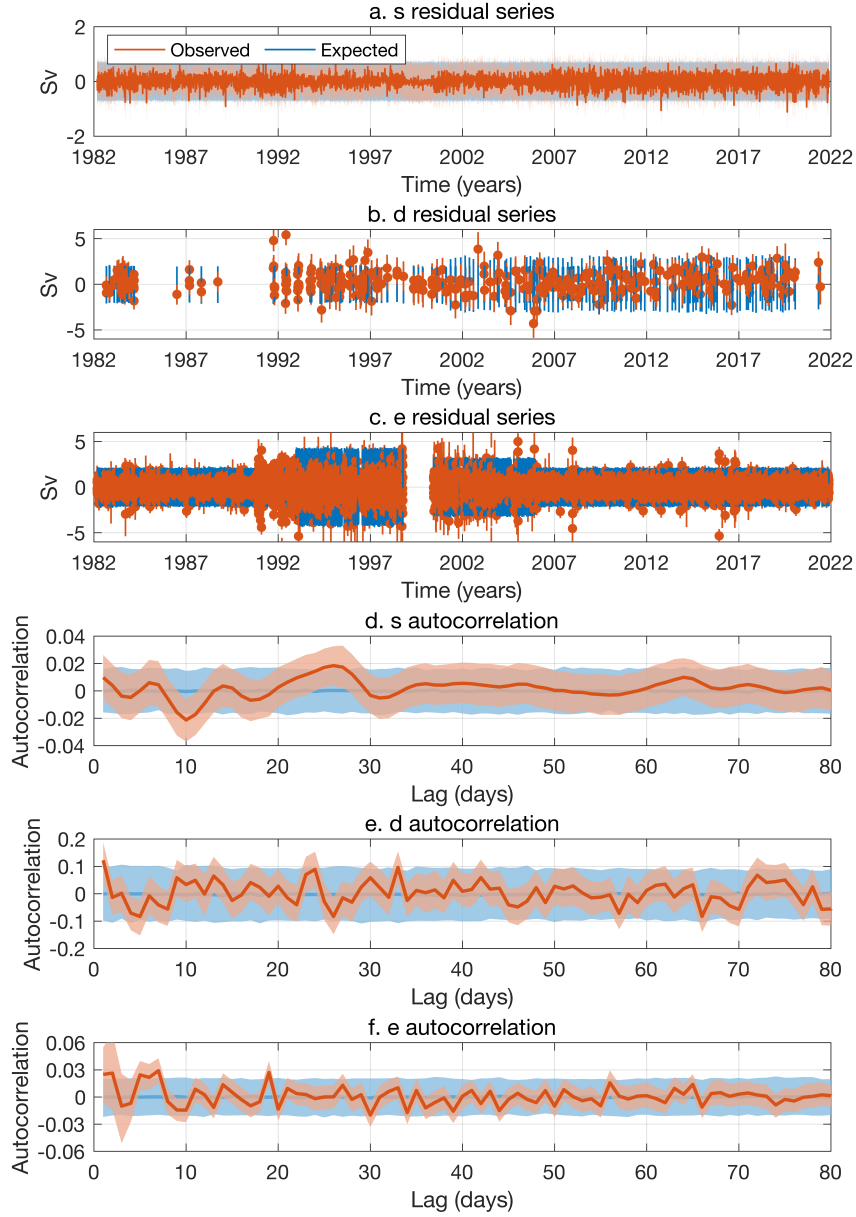 a. s residual series
2
0
-2
Sv
Observed Expected
1982 1987 1992 1997 2002 2007 2012 2017 2022
Time (years)
b. d residual series
5
0
-5
Sv
1982 1987 1992 1997 2002 2007 2012 2017 2022
Time (years)
c. e residual series
5
0
-5
Sv
1982 1987 1992 1997 2002 2007 2012 2017 2022
Time (years)
d. s autocorrelation
0.04
0.02
0
-0.02
-0.04
Autocorrelation
0 10 20 30 40 50 60 70 80
Lag (days)
e. d autocorrelation
0.2
0.1
0
-0.1
-0.2
Autocorrelation
0 10 20 30 40 50 60 70 80
Lag (days)
f. e autocorrelation
0.06
0.03
0
-0.03
-0.06
Autocorrelation
0 10 20 30 40 50 60 70 80
Lag (days)